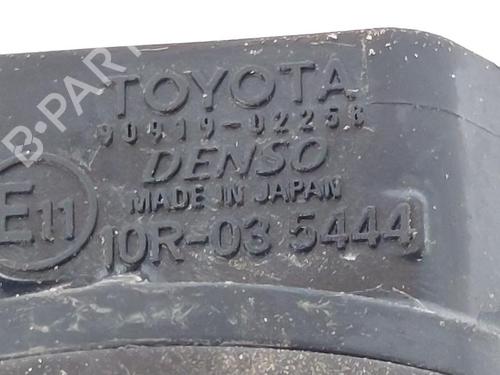 TOYOTA
90919-02258
DENSO
MADE IN JAPAN
E11
10R-03 5444
B-PARTS